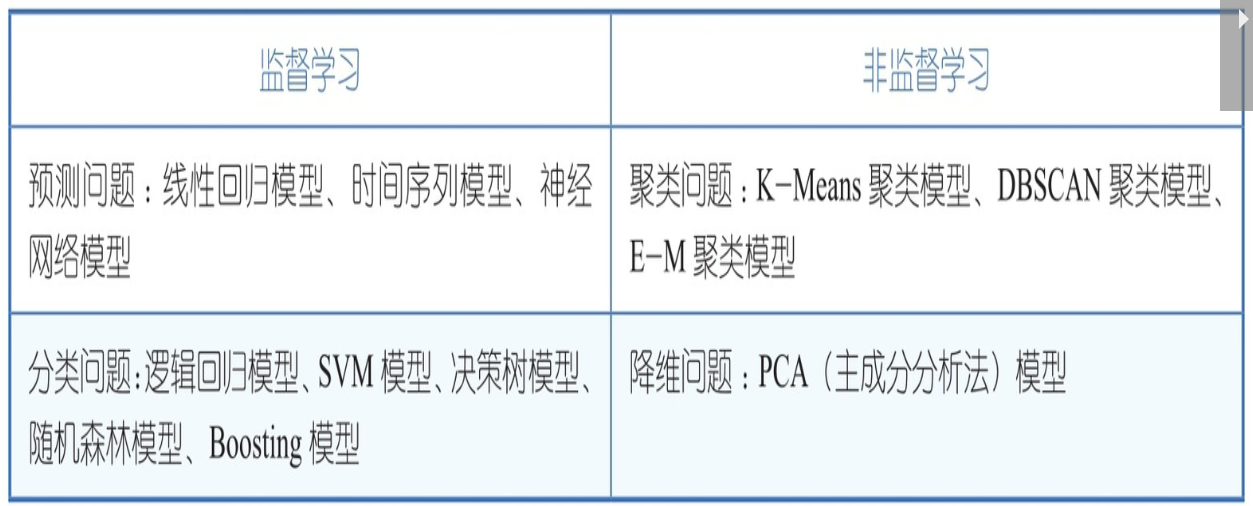 监督学习
非监督学习
预测问题：线性回归模型、时间序列模型、神经
网络模型
聚类问题：K-Means 聚类模型、DBSCAN 聚类模型、
E-M 聚类模型
分类问题：逻辑回归模型、SVM 模型、决策树模型、
随机森林模型、Boosting 模型
降维问题：PCA（主成分分析法）模型